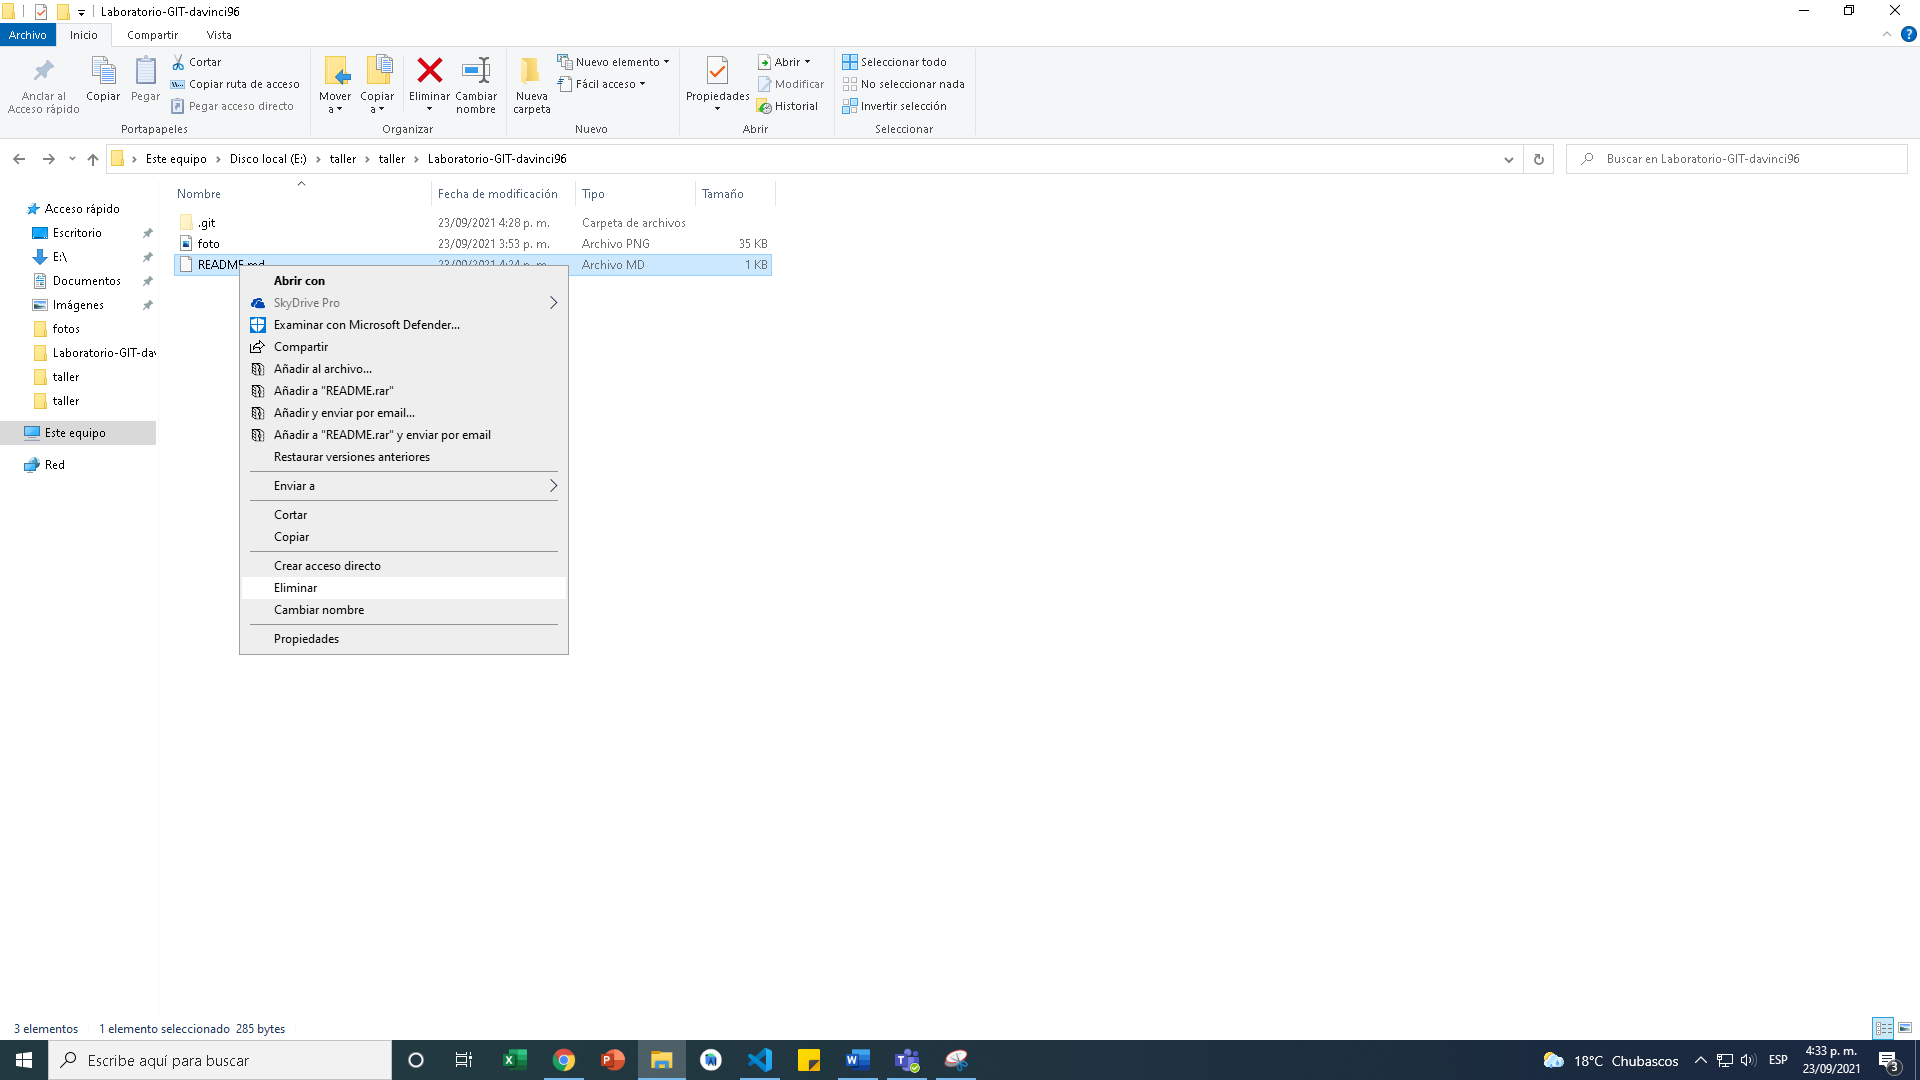 Laboratorio-GIT-davinci96
Archivo Inicio Compartir Vista
Anclar al Acceso rápido
Copiar
Pegar
Cortar
Copiar ruta de acceso
Pegar acceso directo
Portapapeles
Mover a
Copiar a
Eliminar
Cambiar nombre
Organizar
Nueva carpeta
Nuevo elemento
Fácil acceso
Nuevo
Propiedades
Abrir
Modificar
Historial
Abrir
Seleccionar todo
No seleccionar nada
Invertir selección
Seleccionar
Este equipo > Disco local (E:) > taller > taller > Laboratorio-GIT-davinci96
Buscar en Laboratorio-GIT-davinci96
Acceso rápido
Escritorio
E:\
Documentos
Imágenes
fotos
Laboratorio-GIT-da
taller
taller
Este equipo
Red
Nombre Fecha de modificación Tipo Tamaño
.git 23/09/2021 4:28 p. m. Carpeta de archivos
foto 23/09/2021 3:53 p. m. Archivo PNG 35 KB
README.md 23/09/2021 4:24 p. m. Archivo MD 1 KB
Abrir con
SkyDrive Pro
Examinar con Microsoft Defender...
Compartir
Añadir al archivo...
Añadir a "README.rar"
Añadir y enviar por email...
Añadir a "README.rar" y enviar por email
Restaurar versiones anteriores
Enviar a
Cortar
Copiar
Crear acceso directo
Eliminar
Cambiar nombre
Propiedades
3 elementos 1 elemento seleccionado 285 bytes
Escribe aquí para buscar
18°C Chubascos
ESP
4:33 p. m.
23/09/2021
3